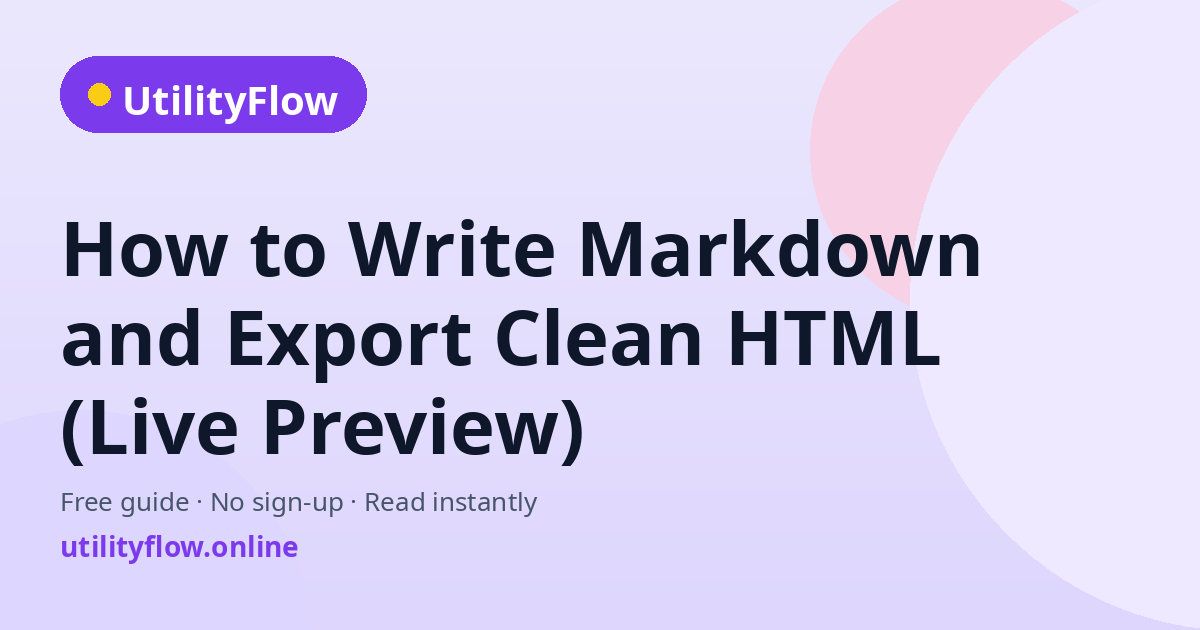 UtilityFlow
How to Write Markdown
and Export Clean HTML
(Live Preview)
Free guide · No sign-up · Read instantly
utilityflow.online